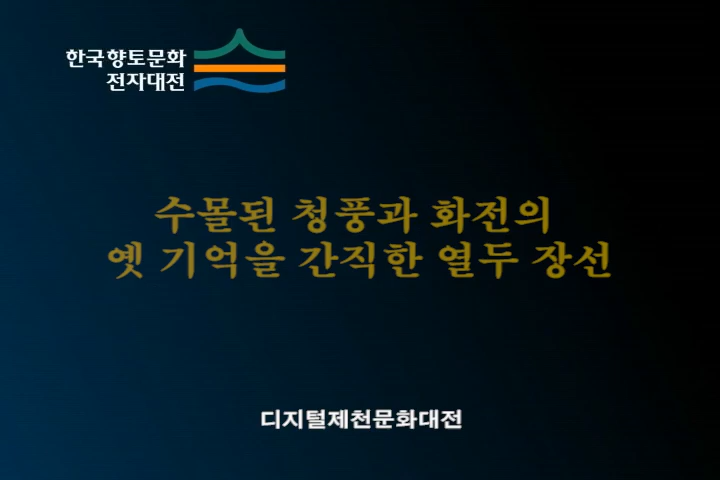 한국향토문화
전자대전
수몰된 청풍과 화전의
옛 기억을 간직한 열두 장선
디지털제천문화대전